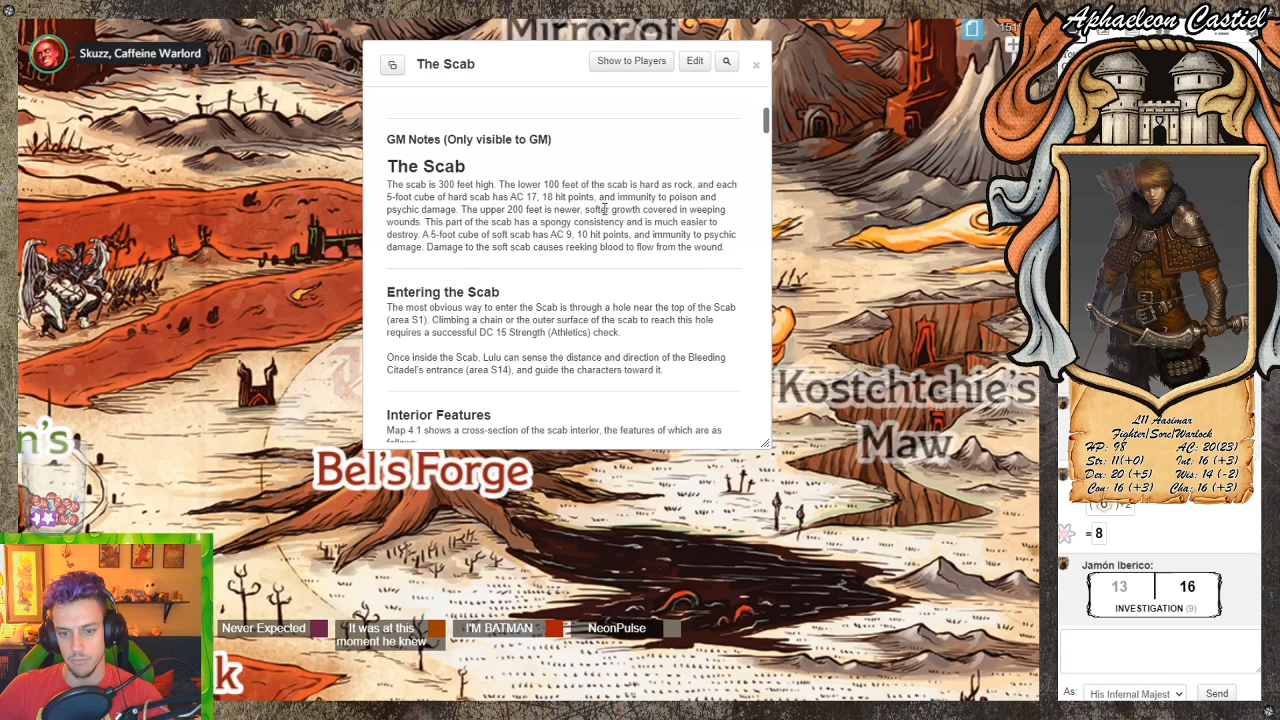 Mirror of
Aphaeleon Castiel
Skuzz, Caffeine Warlord
The Scab
Show to Players
Edit
GM Notes (Only visible to GM)
The Scab
The scab is 300 feet high. The lower 100 feet of the scab is hard as rock, and each
5-foot cube of hard scab has AC 17, 18 hit points, and immunity to poison and
psychic damage. The upper 200 feet is newer, softer growth covered in weeping
wounds. This part of the scab has a spongy consistency and is much easier to
destroy. A 5-foot cube of soft scab has AC 9, 10 hit points, and immunity to psychic
damage. Damage to the soft scab causes reeking blood to flow from the wound.
Entering the Scab
The most obvious way to enter the Scab is through a hole near the top of the Scab
(area S1). Climbing a chain or the outer surface of the scab to reach this hole
requires a successful DC 15 Strength (Athletics) check.
Once inside the Scab, Lulu can sense the distance and direction of the Bleeding
Citadel's entrance (area S14), and guide the characters toward it.
Interior Features
Map 4.1 shows a cross-section of the scab interior, the features of which are as
follows:
n's
Bel's Forge
Kostchtchie's
Maw
k
Never Expected
It was at this
moment he knew
I'M BATMAN
NeonPulse
L11 Aasimar
Fighter/Sorc/Warlock
HP: 95 AC: 20(23)
Str: 11(+0) Int: 16 (+3)
Dex: 20 (+5) Wis: 14 (+2)
Con: 16 (+3) Cha: 16 (+3)
= 8
Jamón Iberico:
13 16
INVESTIGATION (9)
As:
His Infernal Majest
Send